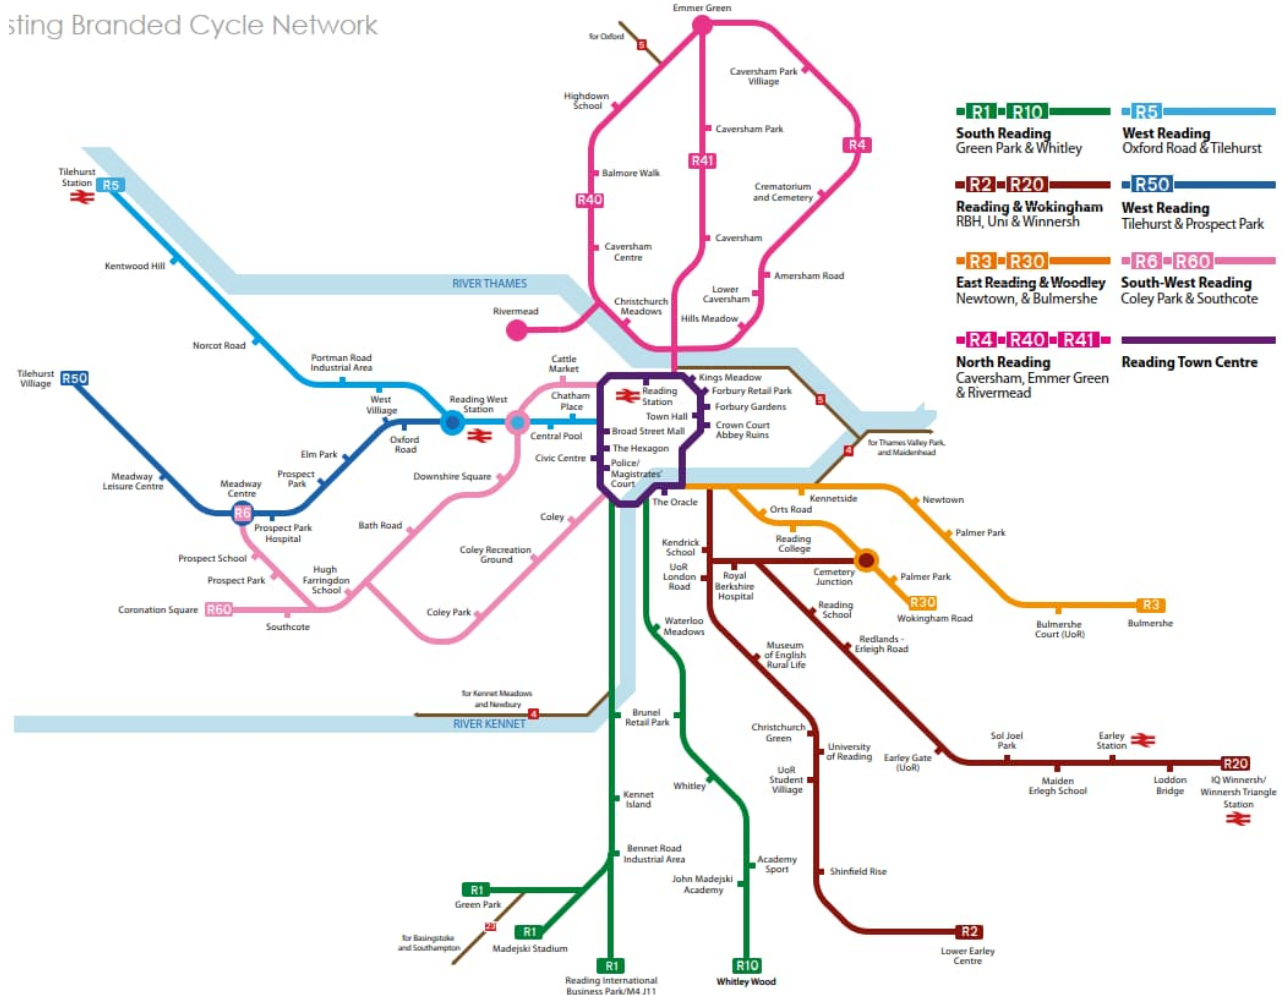 sting Branded Cycle Network
Emmer Green
for Oxford
5
Caversham Park
Villiage
Highdown
School
Caversham Park
R4
R41
Balmore Walk
R40
Crematorium
and Cemetery
Caversham
Centre
Caversham
Amersham Road
Lower
Caversham
Christchurch
Meadows
Hills Meadow
Rivermead
RIVER THAMES
R1 R10
South Reading
Green Park & Whitley
R5
West Reading
Oxford Road & Tilehurst
R2 R20
Reading & Wokingham
RBH, Uni & Winnersh
R50
West Reading
Tilehurst & Prospect Park
R3 R30
East Reading & Woodley
Newtown, & Bulmershe
R6 R60
South-West Reading
Coley Park & Southcote
R4 R40 R41
North Reading
Caversham, Emmer Green
& Rivermead
Reading Town Centre
Tilehurst
Station
R5
Kentwood Hill
Norcot Road
Portman Road
Industrial Area
West
Villiage
Reading West
Station
Cattle
Market
Chatham
Place
Central Pool
Tilehurst
Villiage
R50
Oxford
Road
Elm Park
Prospect
Park
Meadway
Leisure Centre
Meadway
Centre
R6
Prospect Park
Hospital
Downshire Square
Bath Road
Prospect School
Prospect Park
Hugh
Farringdon
School
Coronation Square
R60
Southcote
Coley
Coley Recreation
Ground
Coley Park
Reading
Station
Kings Meadow
Forbury Retail Park
Forbury Gardens
Town Hall
Crown Court
Abbey Ruins
Broad Street Mall
The Hexagon
Civic Centre
Police/
Magistrates'
Court
The Oracle
5
4
for Thames Valley Park,
and Maidenhead
Kennetside
Newtown
Orts Road
Reading
College
Palmer Park
Cemetery
Junction
Palmer Park
R30
Wokingham Road
Bulmershe
Court (UoR)
R3
Bulmershe
Kendrick
School
UoR
London
Road
Royal
Berkshire
Hospital
Reading
School
Redlands -
Erleigh Road
Waterloo
Meadows
Museum
of English
Rural Life
for Kennet Meadows
and Newbury
4
RIVER KENNET
Brunel
Retail Park
Christchurch
Green
University
of Reading
UoR
Student
Village
Earley Gate
(UoR)
Sol Joel
Park
Maiden
Erlegh School
Earley
Station
Loddon
Bridge
R20
IQ Winnersh/
Winnersh Triangle
Station
Whitley
Kennet
Island
Bennet Road
Industrial Area
Academy
Sport
John Madejski
Academy
Shinfield Rise
R1
Green Park
23
for Basingstoke
and Southampton
R1
Madejski Stadium
R1
Reading International
Business Park/M4 J11
R10
Whitley Wood
R2
Lower Earley
Centre